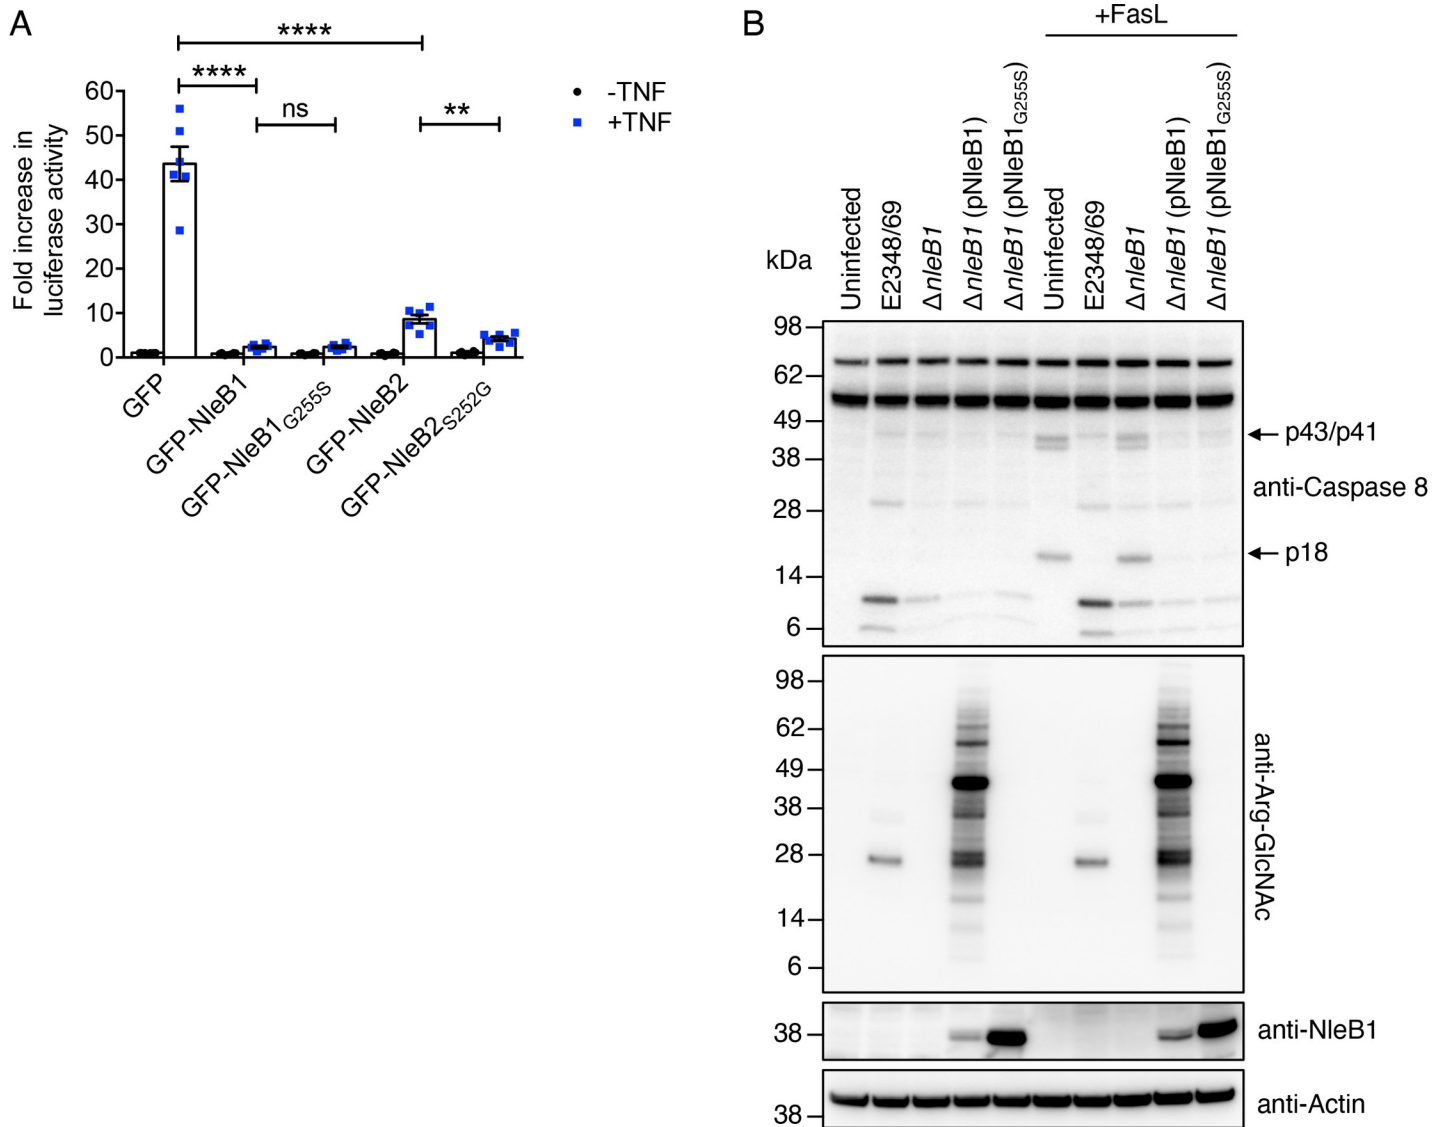 A
****
****
ns
**
-TNF
+TNF
Fold increase in
luciferase activity
60
50
40
30
20
10
0
GFP
GFP-NleB1
GFP-NleB1G255S
GFP-NleB2
GFP-NleB2S252G
B
+FasL
kDa
Uninfected
E2348/69
ΔnleB1
ΔnleB1 (pNleB1)
ΔnleB1 (pNleB1G255S)
Uninfected
E2348/69
ΔnleB1
ΔnleB1 (pNleB1)
ΔnleB1 (pNleB1G255S)
98
62
49
38
28
14
6
p43/p41
anti-Caspase 8
p18
98
62
49
38
28
14
6
anti-Arg-GlcNAc
38
anti-NleB1
38
anti-Actin